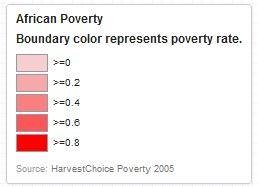 African Poverty
Boundary color represents poverty rate.
>=0
>=0.2
>=0.4
>=0.6
>=0.8
Source: HarvestChoice Poverty 2005